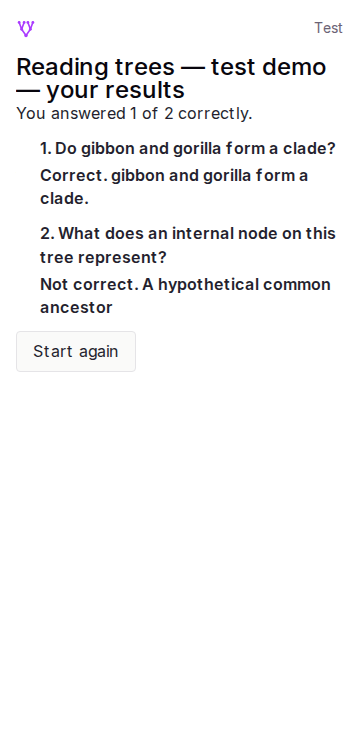 Test
Reading trees — test demo
— your results
You answered 1 of 2 correctly.
1. Do gibbon and gorilla form a clade?
Correct. gibbon and gorilla form a
clade.
2. What does an internal node on this
tree represent?
Not correct. A hypothetical common
ancestor
Start again